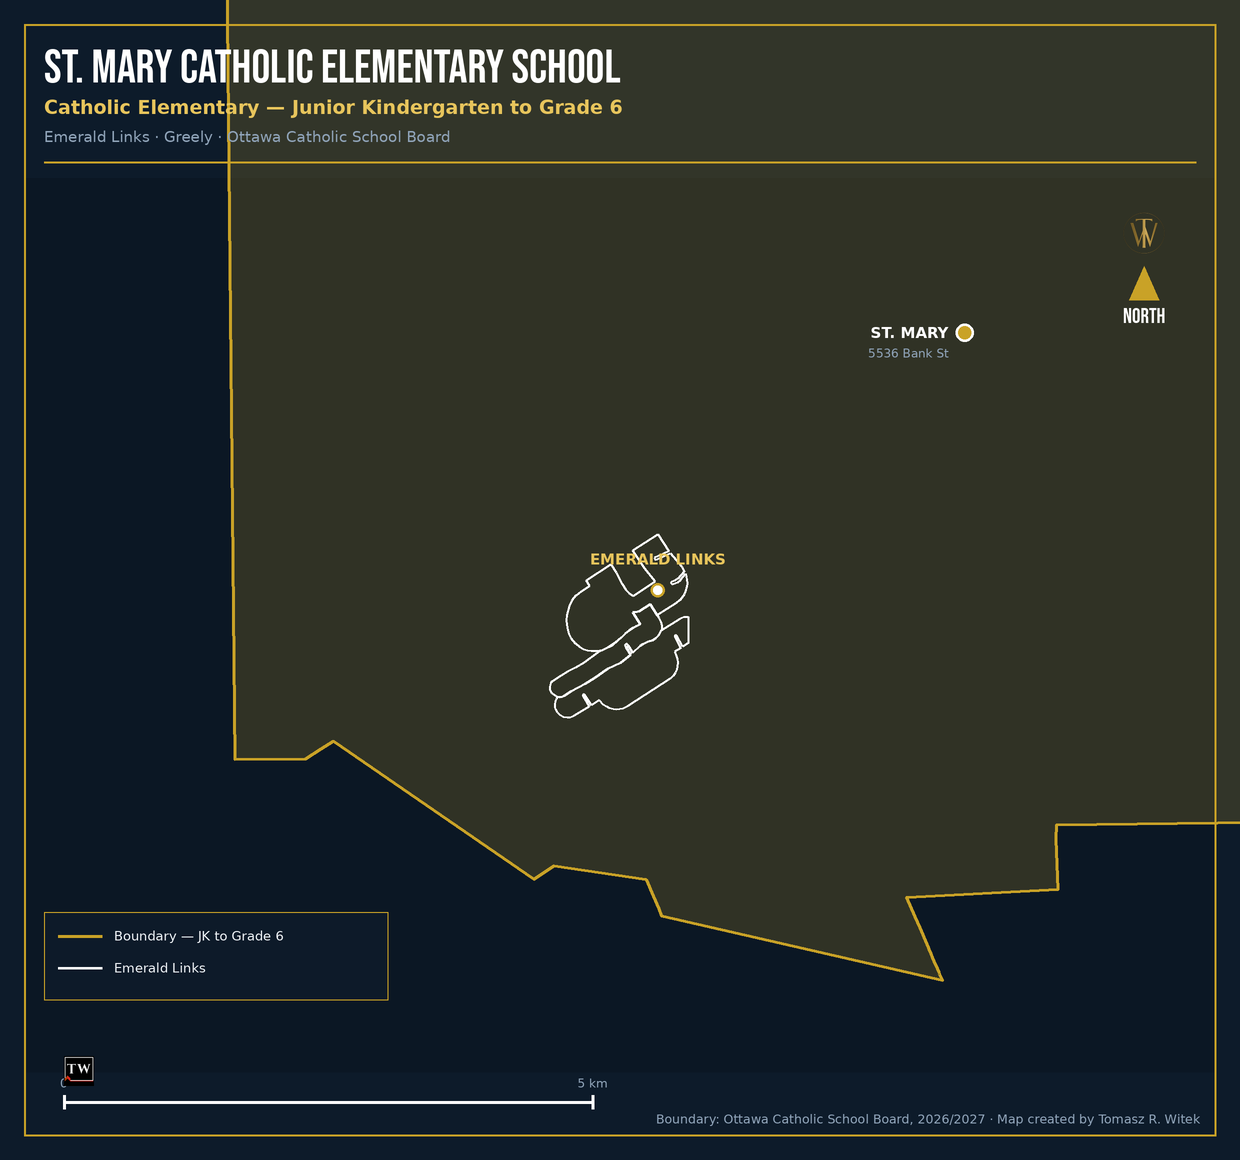 ST. MARY CATHOLIC ELEMENTARY SCHOOL
Catholic Elementary — Junior Kindergarten to Grade 6
Emerald Links · Greely · Ottawa Catholic School Board
TW
NORTH
ST. MARY
5536 Bank St
EMERALD LINKS
Boundary — JK to Grade 6
Emerald Links
TW
0
5 km
Boundary: Ottawa Catholic School Board, 2026/2027 · Map created by Tomasz R. Witek